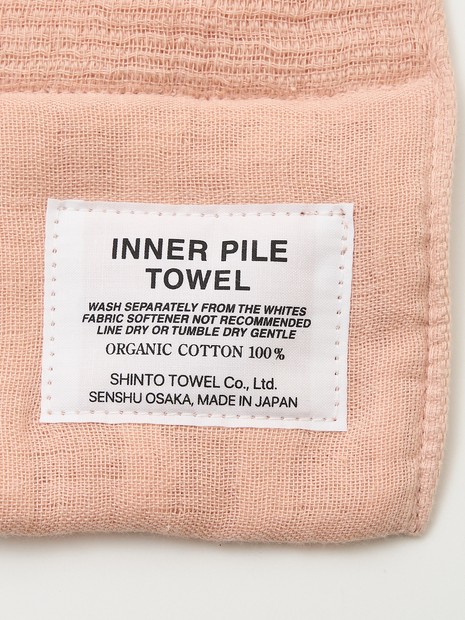 INNER PILE
TOWEL
WASH SEPARATELY FROM THE WHITES
FABRIC SOFTENER NOT RECOMMENDED
LINE DRY OR TUMBLE DRY GENTLE
ORGANIC COTTON 100%
SHINTO TOWEL Co., Ltd.
SENSHU OSAKA, MADE IN JAPAN